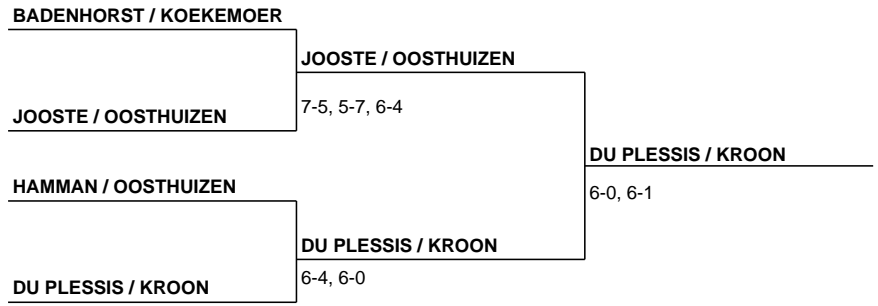 BADENHORST / KOEKEMOER
JOOSTE / OOSTHUIZEN
7-5, 5-7, 6-4
JOOSTE / OOSTHUIZEN
DU PLESSIS / KROON
6-0, 6-1
HAMMAN / OOSTHUIZEN
DU PLESSIS / KROON
6-4, 6-0
DU PLESSIS / KROON